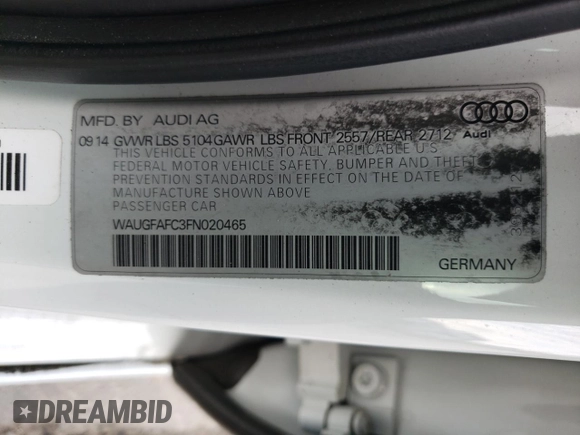 MFD. BY AUDI AG
0914 GVWR LBS 5104 GAWR LBS FRONT 2557/REAR 2712 Audi
THIS VEHICLE CONFORMS TO ALL APPLICABLE U.S
FEDERAL MOTOR VEHICLE SAFETY, BUMPER AND THEFT
PREVENTION STANDARDS IN EFFECT ON THE DATE OF
MANUFACTURE SHOWN ABOVE
PASSENGER CAR
WAUGFAFC3FN020465
GERMANY
DREAMBID